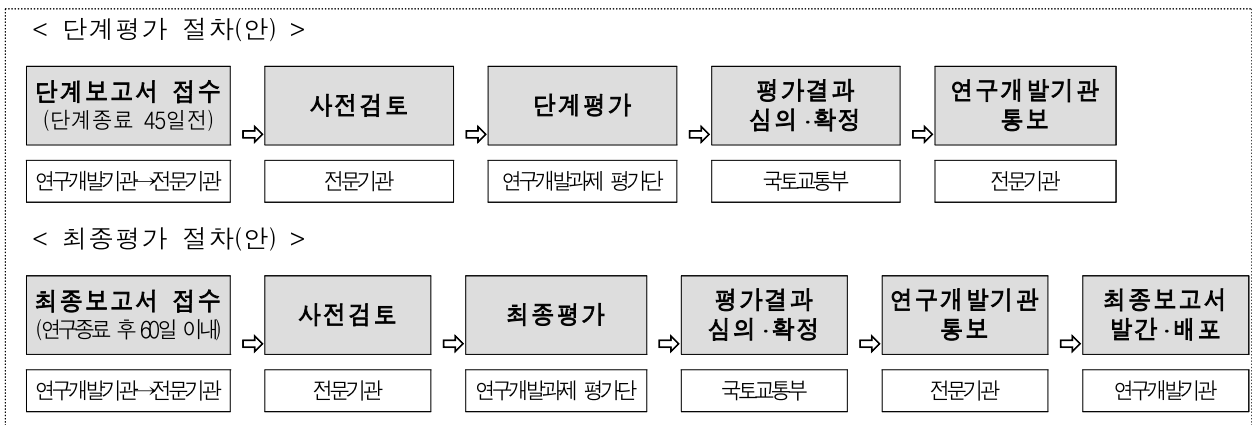 < 단계평가 절차(안) >
단계보고서 접수
(단계종료 45일전)
⇨
사전검토
⇨
단계평가
⇨
평가결과
심의·확정
⇨
연구개발기관
통보
연구개발기관→전문기관
전문기관
연구개발과제 평가단
국토교통부
전문기관
< 최종평가 절차(안) >
최종보고서 접수
(연구종료 후 60일 이내)
⇨
사전검토
⇨
최종평가
⇨
평가결과
심의·확정
⇨
연구개발기관
통보
⇨
최종보고서
발간·배포
연구개발기관→전문기관
전문기관
연구개발과제 평가단
국토교통부
전문기관
연구개발기관